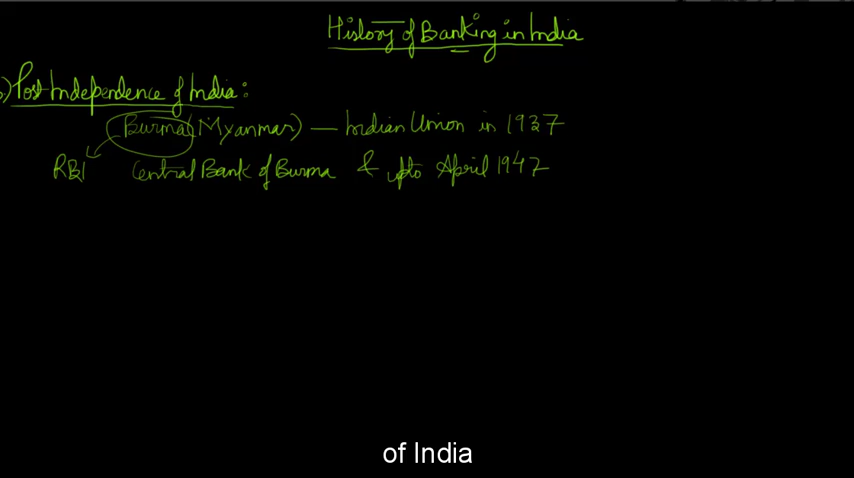 History of Banking in India
.) Post Independence of India:
Burma (Myanmar) — Indian Union in 1937
RBI Central Bank of Burma & upto April 1947
of India